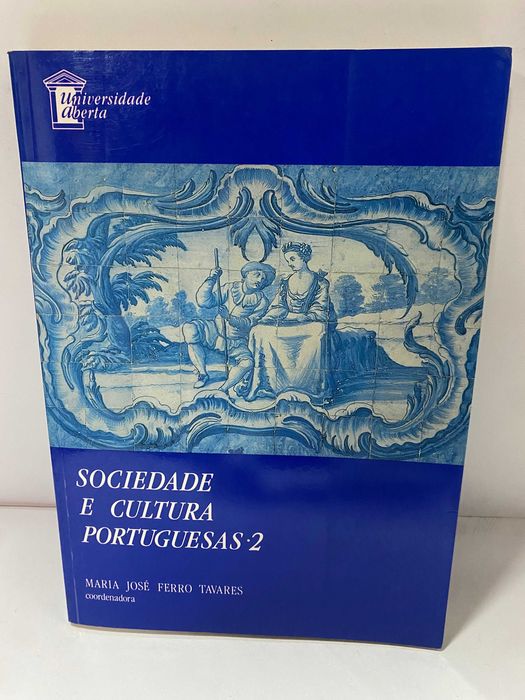 Universidade
Aberta
SOCIEDADE
E CULTURA
PORTUGUESAS·2
MARIA JOSÉ FERRO TAVARES
coordenadora